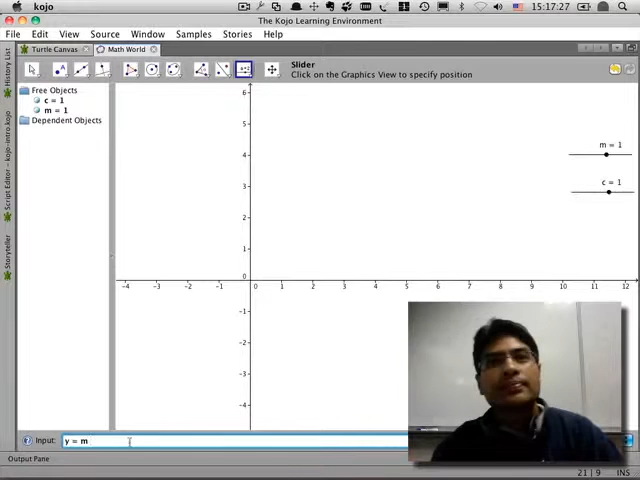 kojo
15:17:27
The Kojo Learning Environment
File Edit View Source Window Samples Stories Help
Turtle Canvas
Math World
Slider
Click on the Graphics View to specify position
History List
Script Editor - kojo-intro.kojo
Storyteller
Free Objects
c = 1
m = 1
Dependent Objects
6
5
4
3
2
1
0
-1
-2
-3
-4
-4 -3 -2 -1 0 1 2 3 4 5 6 7 8 9 10 11 12
m = 1
c = 1
Input: y = m
Output Pane
21 | 9 INS